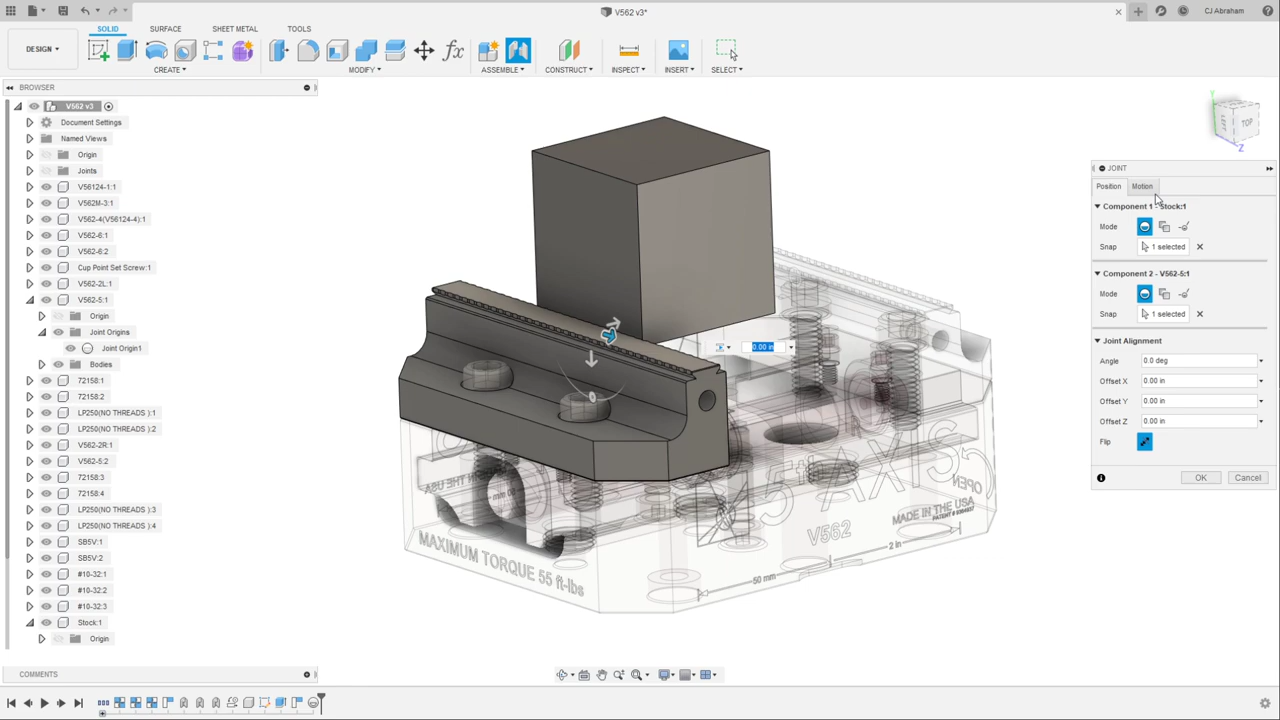 V562 v3*
CJ Abraham
DESIGN
SOLID
SURFACE
SHEET METAL
TOOLS
CREATE
MODIFY
ASSEMBLE
CONSTRUCT
INSPECT
INSERT
SELECT
BROWSER
V562 v3
Document Settings
Named Views
Origin
Joints
V56124-1:1
V562M-3:1
V562-4(V56124-4):1
V562-6:1
V562-6:2
Cup Point Set Screw:1
V562-2L:1
V562-5:1
Origin
Joint Origins
Joint Origin1
Bodies
72158:1
72158:2
LP250(NO THREADS ):1
LP250(NO THREADS ):2
V562-2R:1
V562-5:2
72158:3
72158:4
LP250(NO THREADS ):3
LP250(NO THREADS ):4
SB5V:1
SB5V:2
#10-32:1
#10-32:2
#10-32:3
Stock:1
Origin
COMMENTS
TOP
Z
0.00 in
MAXIMUM TORQUE 55 ft-lbs
5th AXIS
V562
MADE IN THE USA
OPEN
50 mm
2 in
JOINT
Position
Motion
Component 1 - Stock:1
Mode
Snap
1 selected
Component 2 - V562-5:1
Mode
Snap
1 selected
Joint Alignment
Angle
0.0 deg
Offset X
0.00 in
Offset Y
0.00 in
Offset Z
0.00 in
Flip
OK
Cancel